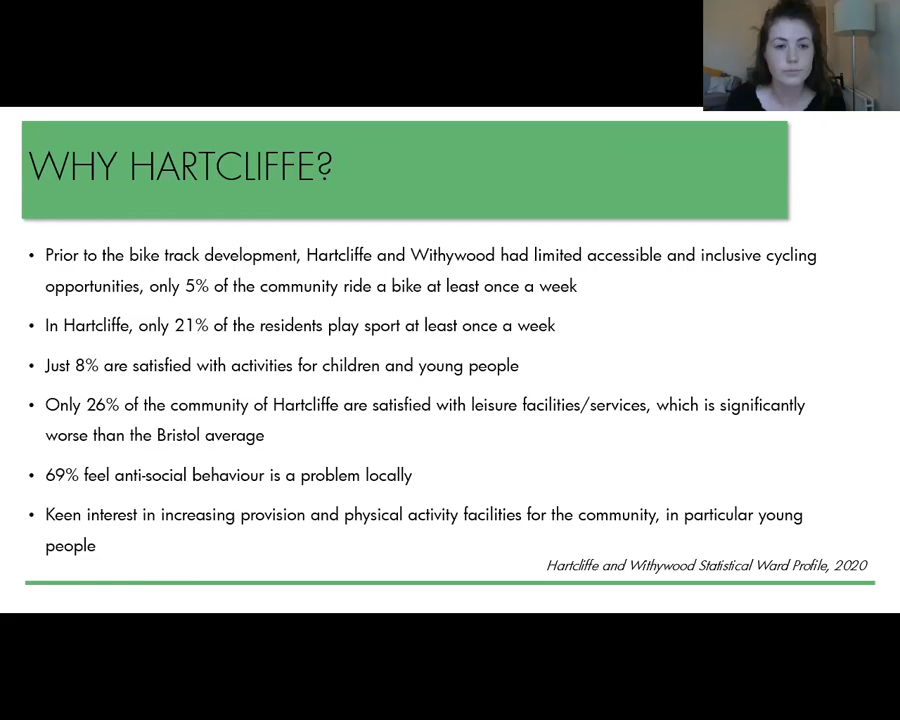 WHY HARTCLIFFE?
• Prior to the bike track development, Hartcliffe and Withywood had limited accessible and inclusive cycling
opportunities, only 5% of the community ride a bike at least once a week
• In Hartcliffe, only 21% of the residents play sport at least once a week
• Just 8% are satisfied with activities for children and young people
• Only 26% of the community of Hartcliffe are satisfied with leisure facilities/services, which is significantly
worse than the Bristol average
• 69% feel anti-social behaviour is a problem locally
• Keen interest in increasing provision and physical activity facilities for the community, in particular young
people
Hartcliffe and Withywood Statistical Ward Profile, 2020